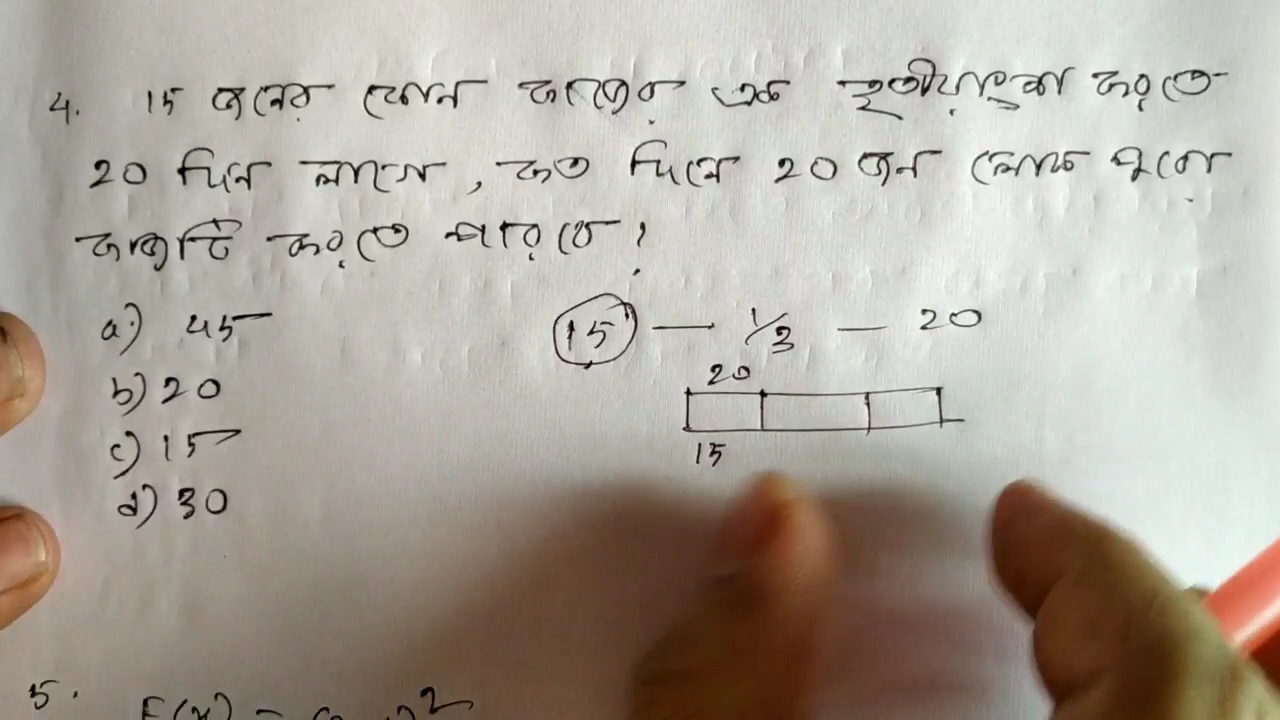 4. 15 জনের কোন কাজের এক তৃতীয়াংশ করতে
20 দিন লাগে, কত দিনে 20 জন লোক পুরো
কাজটি করতে পারবে?
a) 45
b) 20
c) 15
d) 30
15 — 1/3 — 20
20
15
5.